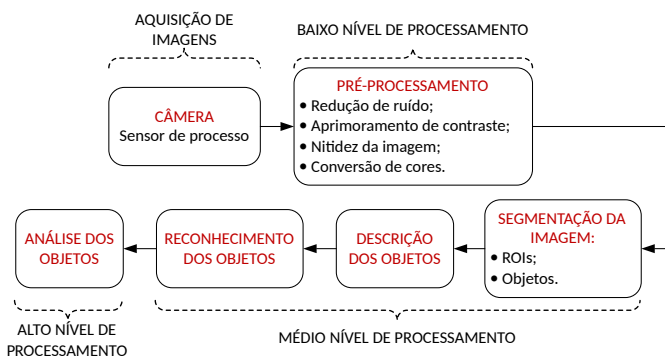 AQUISIÇÃO DE
IMAGENS
BAIXO NÍVEL DE PROCESSAMENTO
CÂMERA
Sensor de processo
PRÉ-PROCESSAMENTO
• Redução de ruído;
• Aprimoramento de contraste;
• Nitidez da imagem;
• Conversão de cores.
ANÁLISE DOS
OBJETOS
RECONHECIMENTO
DOS OBJETOS
DESCRIÇÃO
DOS OBJETOS
SEGMENTAÇÃO DA
IMAGEM:
• ROIs;
• Objetos.
ALTO NÍVEL DE
PROCESSAMENTO
MÉDIO NÍVEL DE PROCESSAMENTO